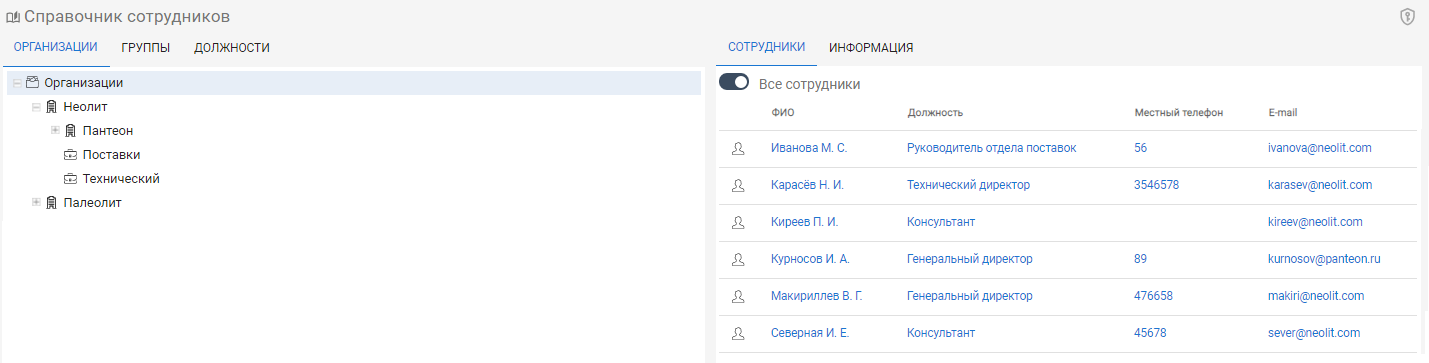 Справочник сотрудников
ОРГАНИЗАЦИИ ГРУППЫ ДОЛЖНОСТИ
Организации
Неолит
Пантеон
Поставки
Технический
Палеолит
СОТРУДНИКИ ИНФОРМАЦИЯ
Все сотрудники
ФИО Должность Местный телефон E-mail
Иванова М. С. Руководитель отдела поставок 56 ivanova@neolit.com
Карасёв Н. И. Технический директор 3546578 karasev@neolit.com
Киреев П. И. Консультант kireev@neolit.com
Курносов И. А. Генеральный директор 89 kurnosov@panteon.ru
Макириллев В. Г. Генеральный директор 476658 makiri@neolit.com
Северная И. Е. Консультант 45678 sever@neolit.com